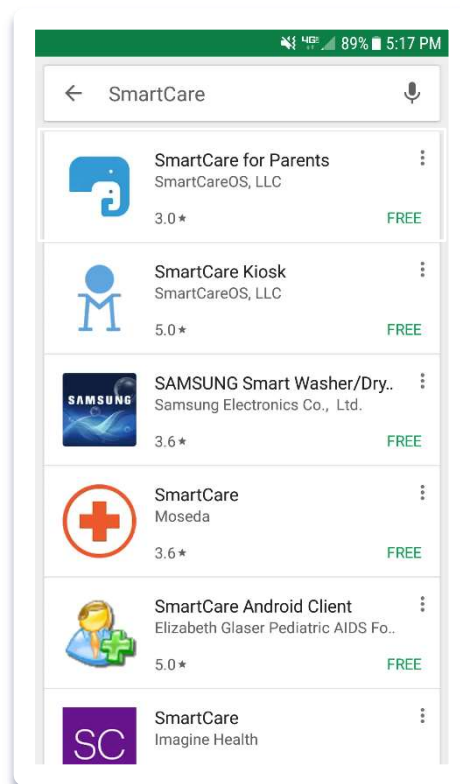 4G 89% 5:17 PM
SmartCare
SmartCare for Parents
SmartCareOS, LLC
3.0★ FREE
SmartCare Kiosk
SmartCareOS, LLC
5.0★ FREE
SAMSUNG
SAMSUNG Smart Washer/Dry..
Samsung Electronics Co., Ltd.
3.6★ FREE
SmartCare
Moseda
3.6★ FREE
SmartCare Android Client
Elizabeth Glaser Pediatric AIDS Fo..
5.0★ FREE
SC
SmartCare
Imagine Health